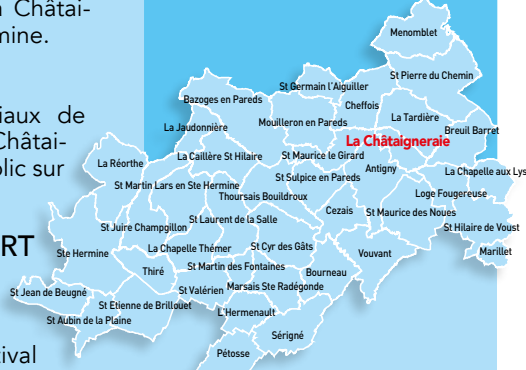 n Châtai-
mine.
iaux de
Châtai-
blic sur
RT
tival
Menomblet
St Pierre du Chemin
St Germain l'Aiguiller
Cheffois
Bazoges en Pareds
La Tardière
Mouilleron en Pareds
Breuil Barret
La Jaudonnière
La Châtaigneraie
La Réorthe
La Caillère St Hilaire
St Maurice le Girard
Antigny
La Chapelle aux Lys
St Sulpice en Pareds
St Martin Lars en Ste Hermine
Thoursais Bouildroux
Loge Fougereuse
Cezais
St Maurice des Noues
St Laurent de la Salle
St Juire Champgillon
St Hilaire de Voust
Ste Hermine
La Chapelle Thémer
St Cyr des Gâts
Vouvant
Marillet
Thiré
St Martin des Fontaines
Bourneau
St Jean de Beugné
St Valérien
Marsais Ste Radégonde
St Etienne de Brillouet
St Aubin de la Plaine
L'Hermenault
Sérigné
Pétosse